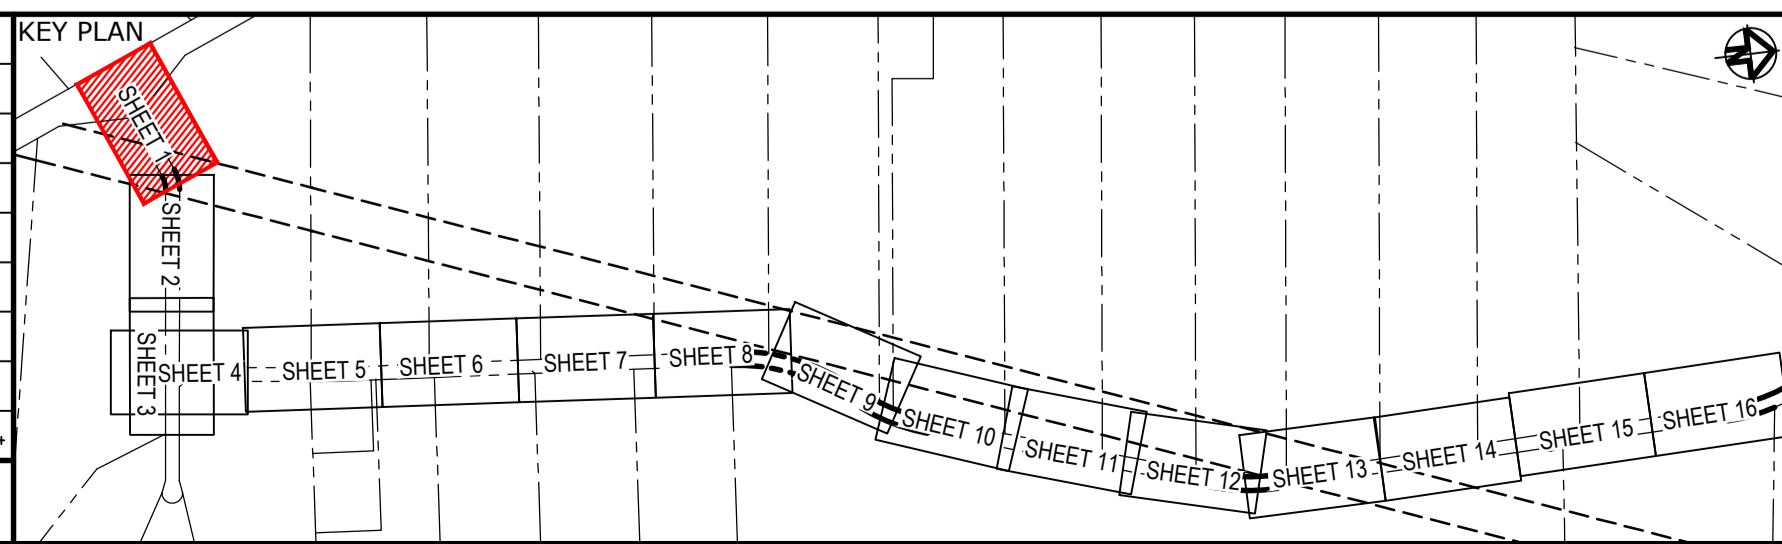 KEY PLAN
N
SHEET 1
SHEET 2
SHEET 3
SHEET 4
SHEET 5
SHEET 6
SHEET 7
SHEET 8
SHEET 9
SHEET 10
SHEET 11
SHEET 12
SHEET 13
SHEET 14
SHEET 15
SHEET 16